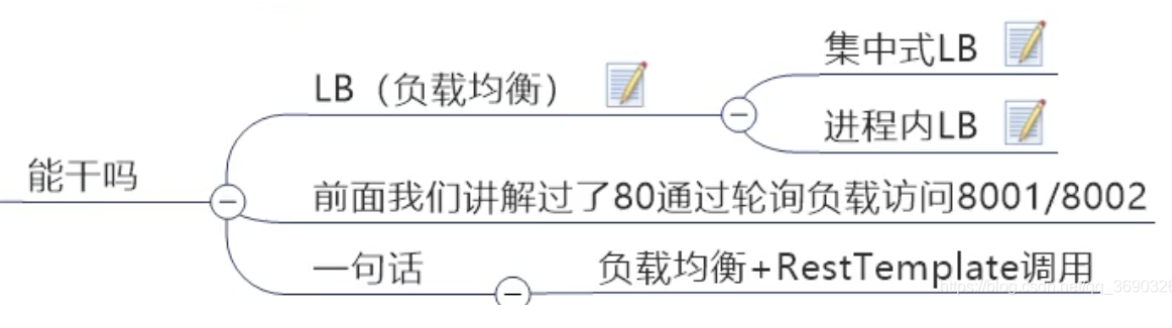 能干吗
LB（负载均衡）
集中式LB
进程内LB
前面我们讲解过了80通过轮询负载访问8001/8002
一句话
负载均衡+RestTemplate调用
https://blog.csdn.net/qq_3690326